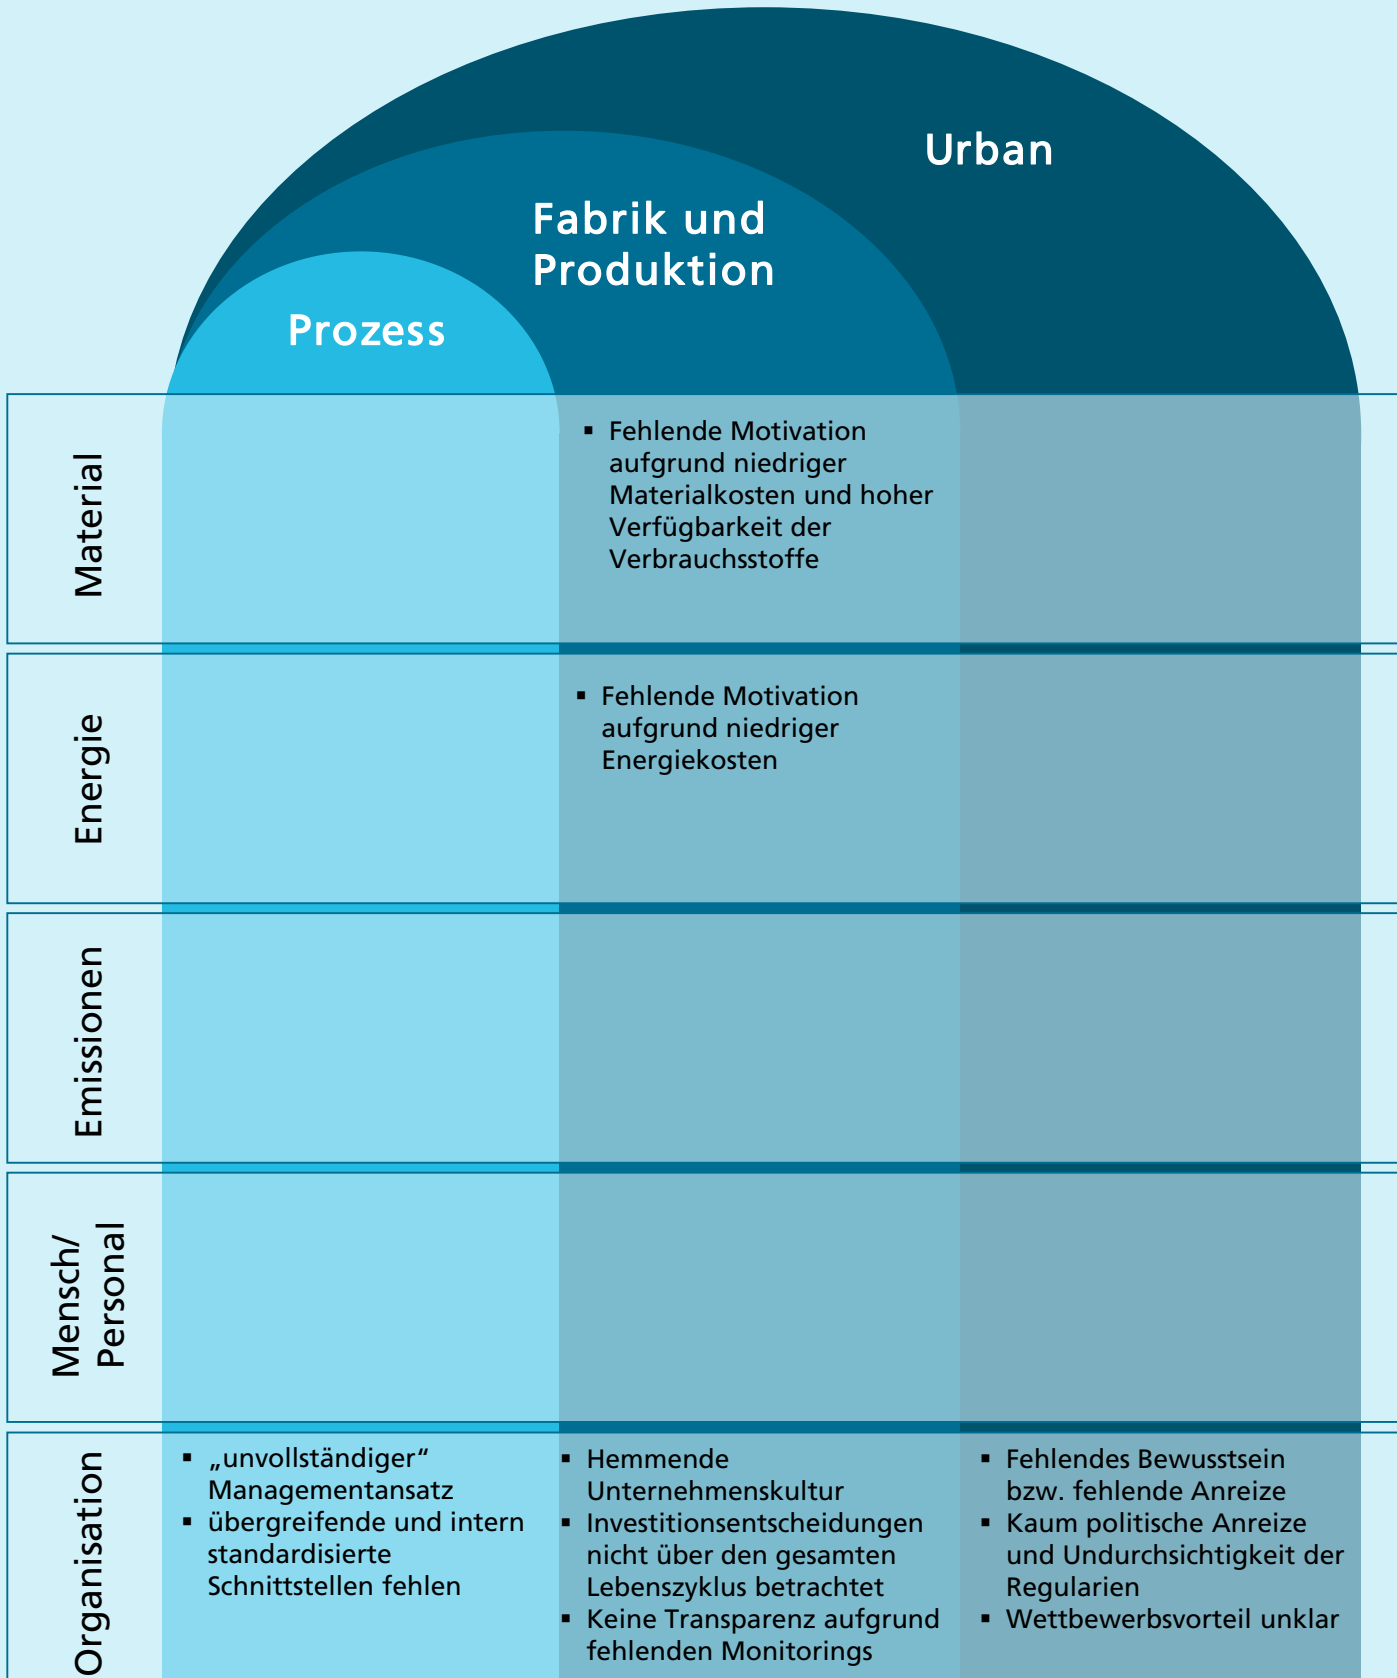 Urban
Fabrik und
Produktion
Prozess
Material
▪ Fehlende Motivation
aufgrund niedriger
Materialkosten und hoher
Verfügbarkeit der
Verbrauchsstoffe
Energie
▪ Fehlende Motivation
aufgrund niedriger
Energiekosten
Emissionen
Mensch/
Personal
Organisation
▪ „unvollständiger“
Managementansatz
▪ übergreifende und intern
standardisierte
Schnittstellen fehlen
▪ Hemmende
Unternehmenskultur
▪ Investitionsentscheidungen
nicht über den gesamten
Lebenszyklus betrachtet
▪ Keine Transparenz aufgrund
fehlenden Monitorings
▪ Fehlendes Bewusstsein
bzw. fehlende Anreize
▪ Kaum politische Anreize
und Undurchsichtigkeit der
Regularien
▪ Wettbewerbsvorteil unklar